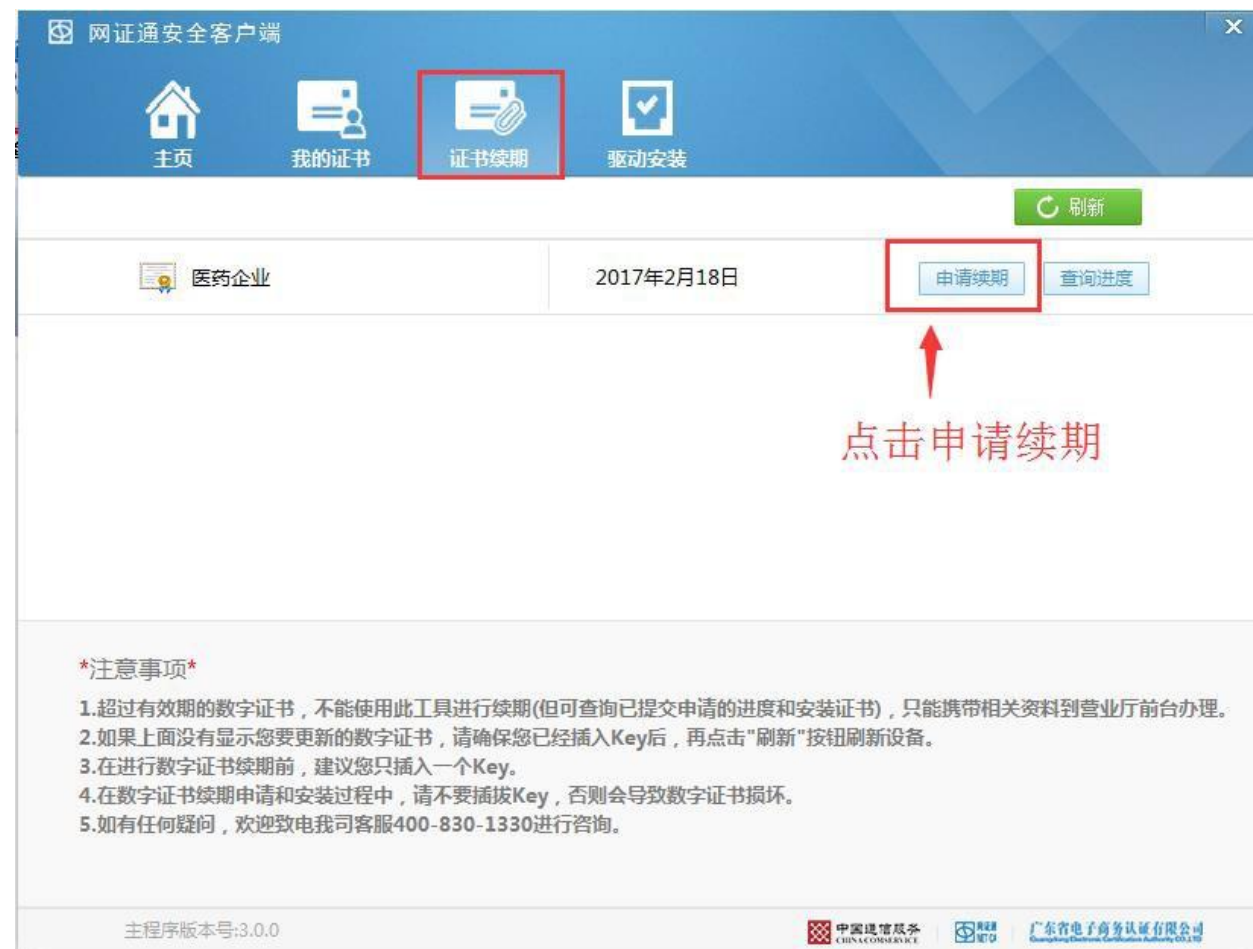 网证通安全客户端
主页 我的证书 证书续期 驱动安装
刷新
医药企业 2017年2月18日 申请续期 查询进度
点击申请续期
*注意事项*
1.超过有效期的数字证书，不能使用此工具进行续期(但可查询已提交申请的进度和安装证书)，只能携带相关资料到营业厅前台办理。
2.如果上面没有显示您要更新的数字证书，请确保您已经插入Key后，再点击"刷新"按钮刷新设备。
3.在进行数字证书续期前，建议您只插入一个Key。
4.在数字证书续期申请和安装过程中，请不要插拔Key，否则会导致数字证书损坏。
5.如有任何疑问，欢迎致电我司客服400-830-1330进行咨询。
主程序版本号:3.0.0 中国通信服务 广东省电子商务认证有限公司
CHINA COMSERVICE